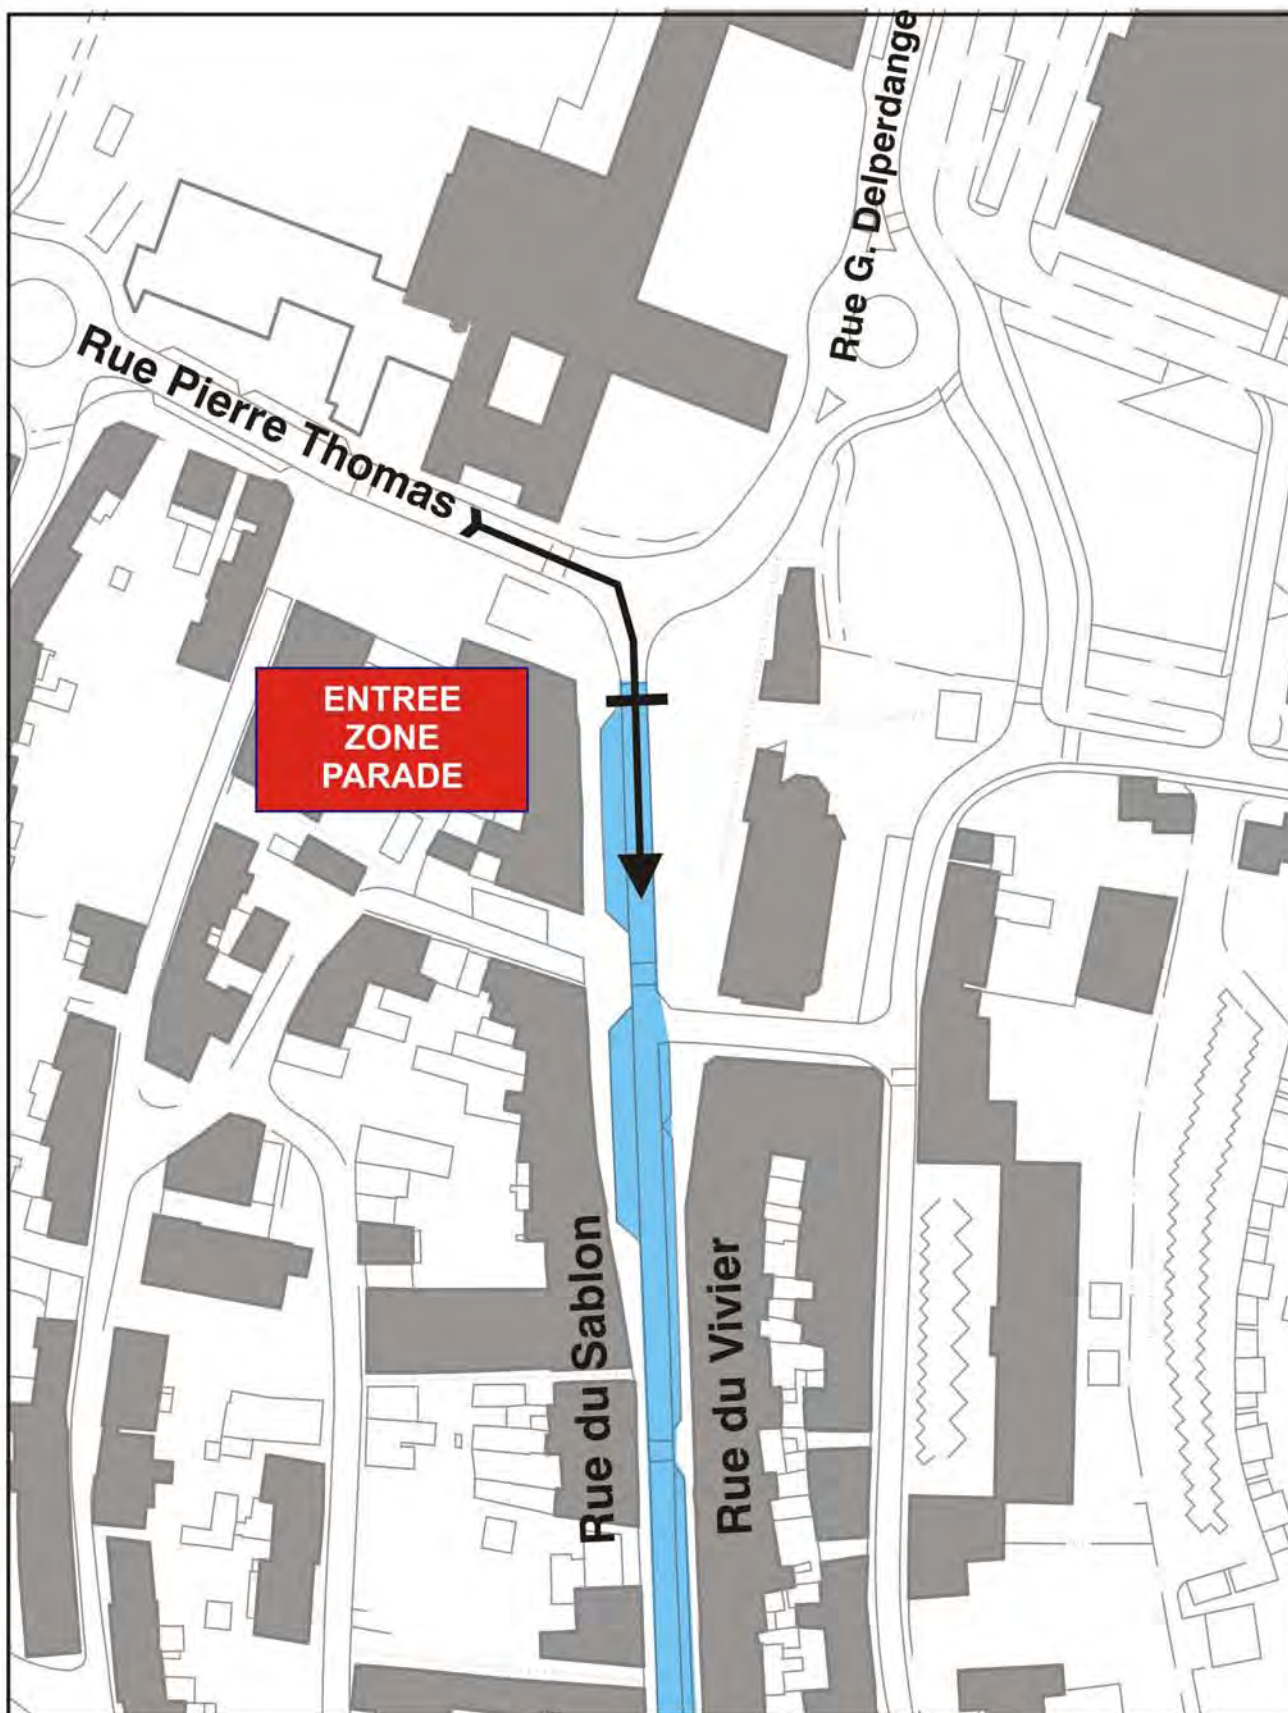 Rue G. Delperdange
Rue Pierre Thomas
ENTREE
ZONE
PARADE
Rue du Sablon
Rue du Vivier